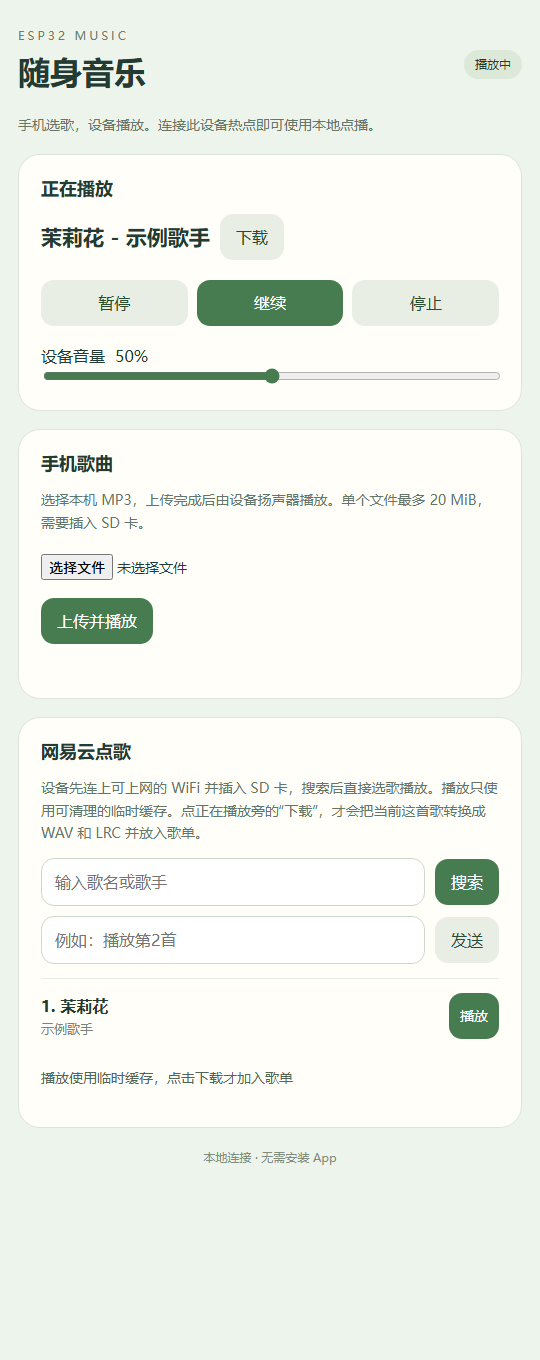 ESP32 MUSIC
随身音乐
播放中
手机选歌，设备播放。连接此设备热点即可使用本地点播。
正在播放
茉莉花 - 示例歌手
下载
暂停
继续
停止
设备音量 50%
手机歌曲
选择本机 MP3，上传完成后由设备扬声器播放。单个文件最多 20 MiB，
需要插入 SD 卡。
选择文件 未选择文件
上传并播放
网易云点歌
设备先连上可上网的 WiFi 并插入 SD 卡，搜索后直接选歌播放。播放只使
用可清理的临时缓存。点正在播放旁的“下载”，才会把当前这首歌转换成
WAV 和 LRC 并放入歌单。
输入歌名或歌手
搜索
例如：播放第2首
发送
1. 茉莉花
示例歌手
播放
播放使用临时缓存，点击下载才加入歌单
本地连接 · 无需安装 App